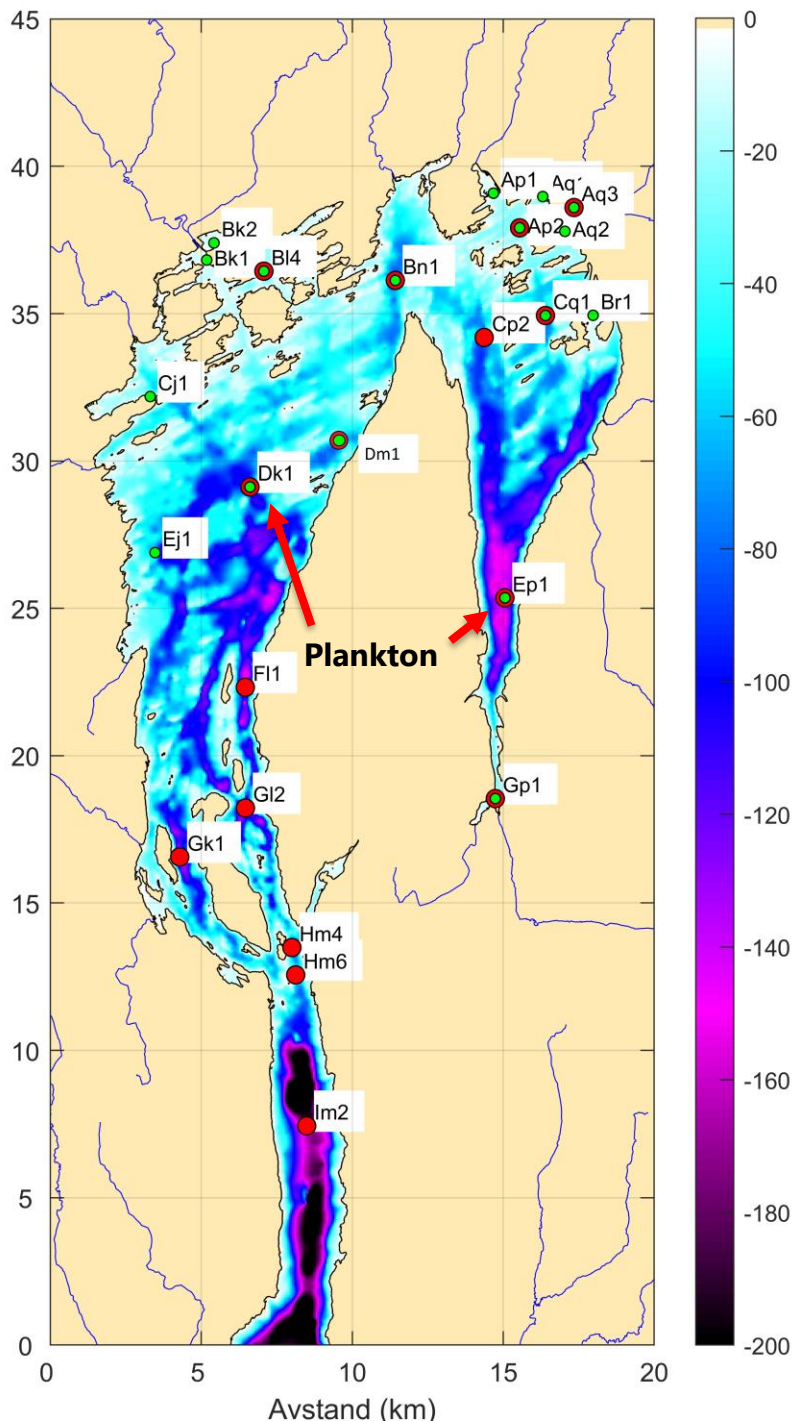 45
0
40
Ap1
Aq1
Aq3
Bk2
Ap2
Aq2
Bk1
Bl4
Bn1
-20
35
Cq1
Br1
Cp2
-40
Cj1
Dm1
30
-60
Dk1
Ej1
-80
Ep1
25
Plankton
-100
Fl1
20
Gp1
Gl2
-120
Gk1
15
-140
Hm4
Hm6
10
-160
Im2
5
-180
0
-200
0
5
10
15
20
Avstand (km)